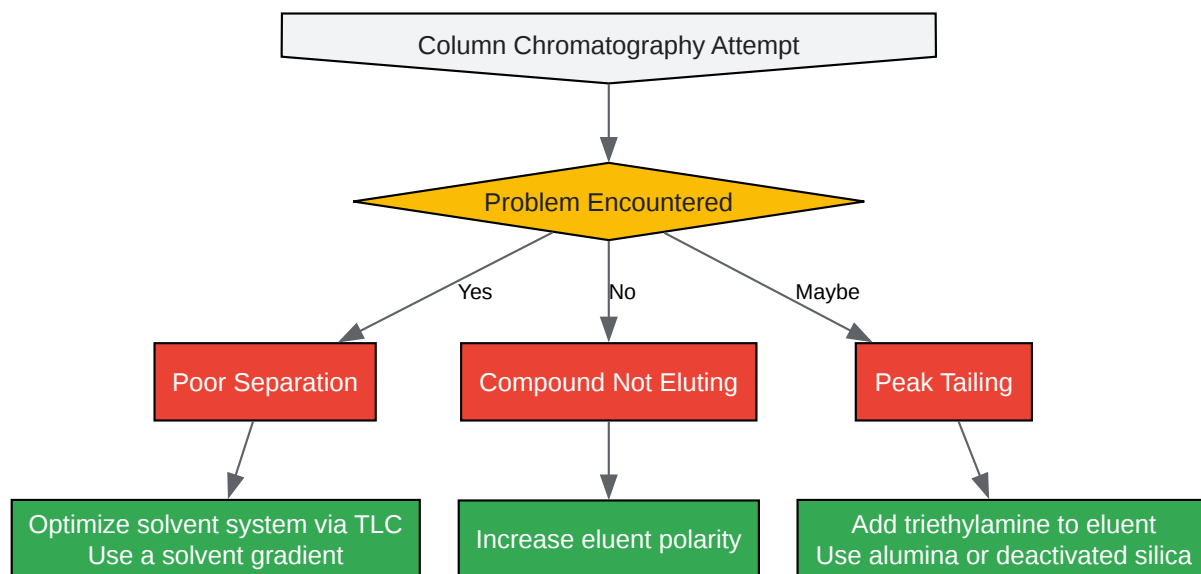 Column Chromatography Attempt
Problem Encountered
Yes
No
Maybe
Poor Separation
Compound Not Eluting
Peak Tailing
Optimize solvent system via TLC
Use a solvent gradient
Increase eluent polarity
Add triethylamine to eluent
Use alumina or deactivated silica